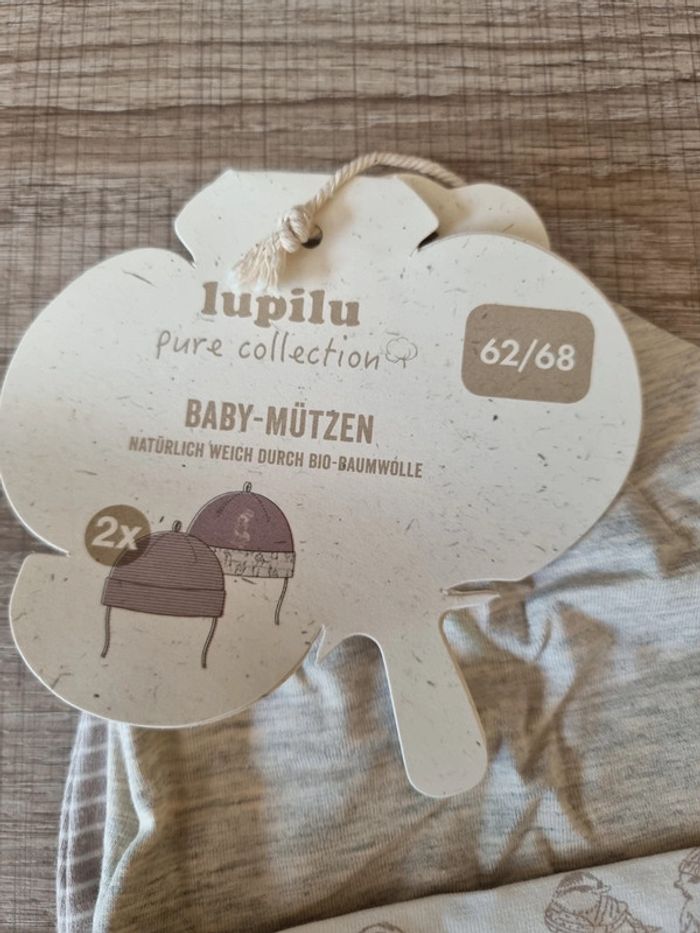 lupilu
pure collection
62/68
BABY-MÜTZEN
NATÜRLICH WEICH DURCH BIO-BAUMWOLLE
2x